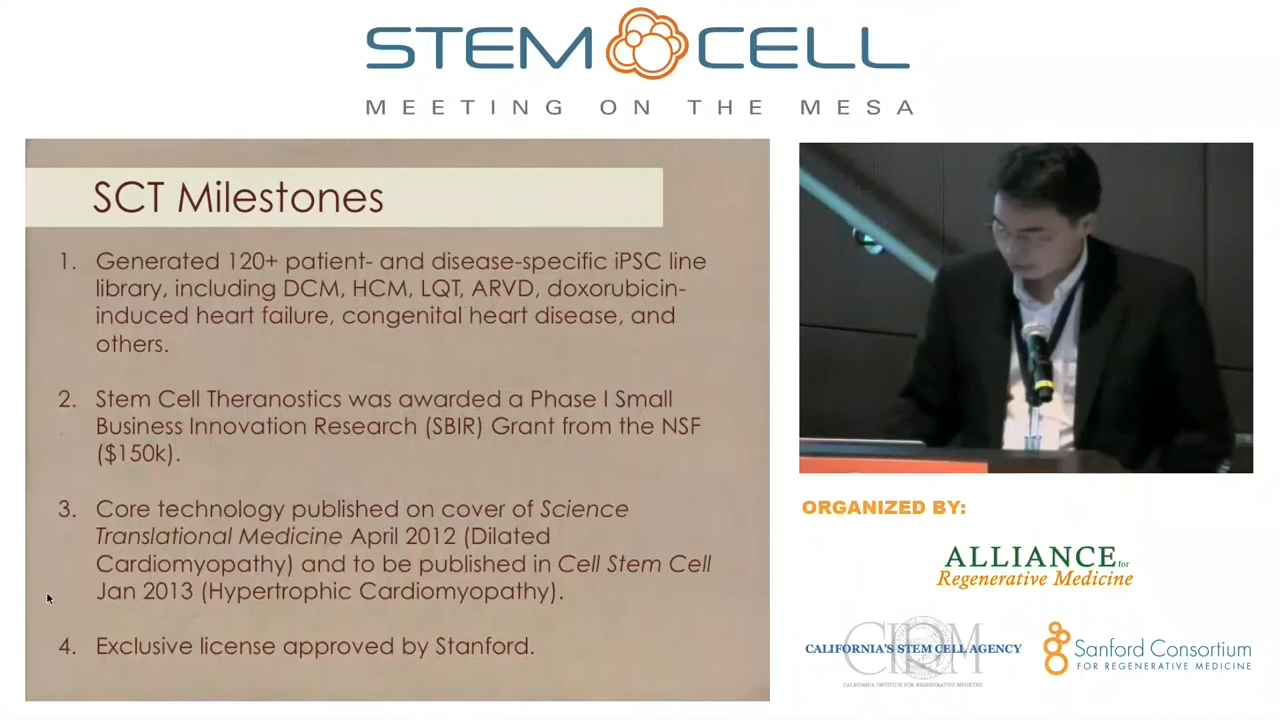 STEM CELL
MEETING ON THE MESA
SCT Milestones
1. Generated 120+ patient- and disease-specific iPSC line
library, including DCM, HCM, LQT, ARVD, doxorubicin-
induced heart failure, congenital heart disease, and
others.
2. Stem Cell Theranostics was awarded a Phase I Small
Business Innovation Research (SBIR) Grant from the NSF
($150k).
3. Core technology published on cover of Science
Translational Medicine April 2012 (Dilated
Cardiomyopathy) and to be published in Cell Stem Cell
Jan 2013 (Hypertrophic Cardiomyopathy).
4. Exclusive license approved by Stanford.
ORGANIZED BY:
ALLIANCE for
Regenerative Medicine
CIRM
CALIFORNIA'S STEM CELL AGENCY
CALIFORNIA INSTITUTE FOR REGENERATIVE MEDICINE
Sanford Consortium
FOR REGENERATIVE MEDICINE